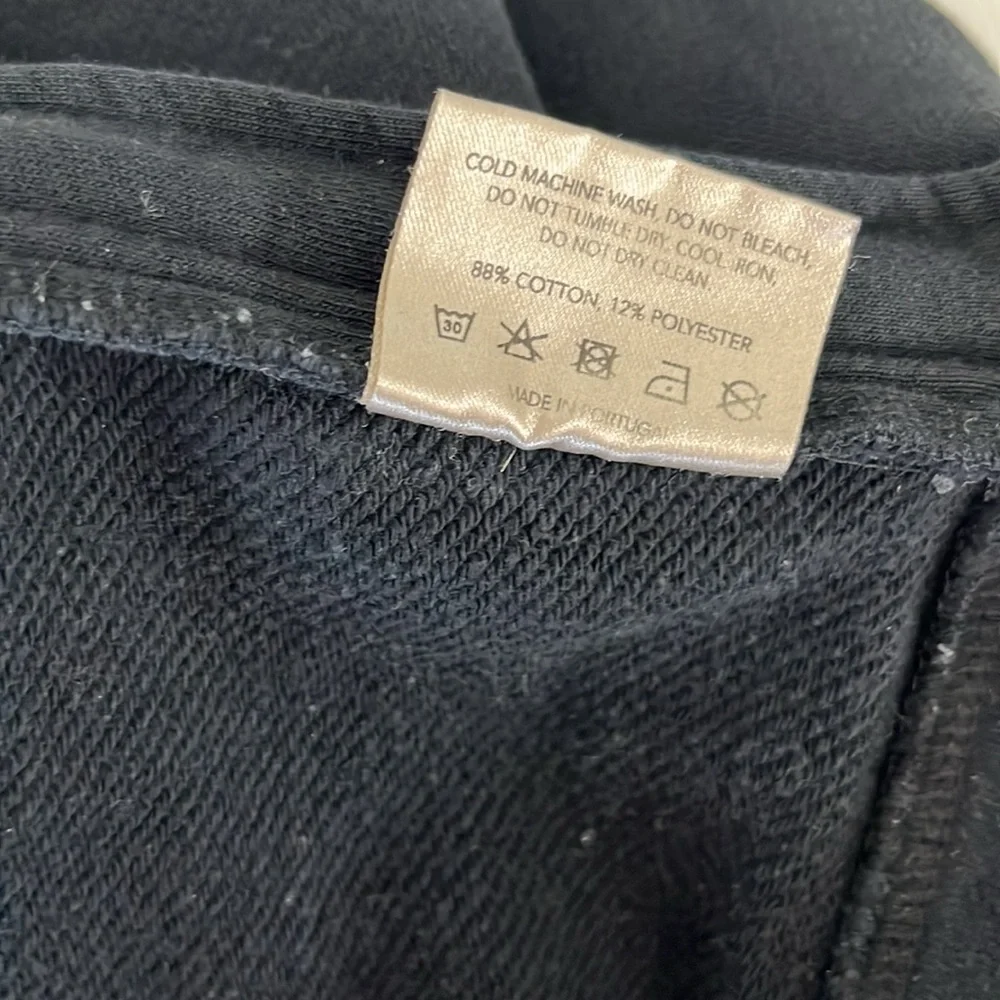 COLD MACHINE WASH, DO NOT BLEACH,
DO NOT TUMBLE DRY, COOL IRON,
DO NOT DRY CLEAN.
88% COTTON, 12% POLYESTER
30
MADE IN PORTUGAL